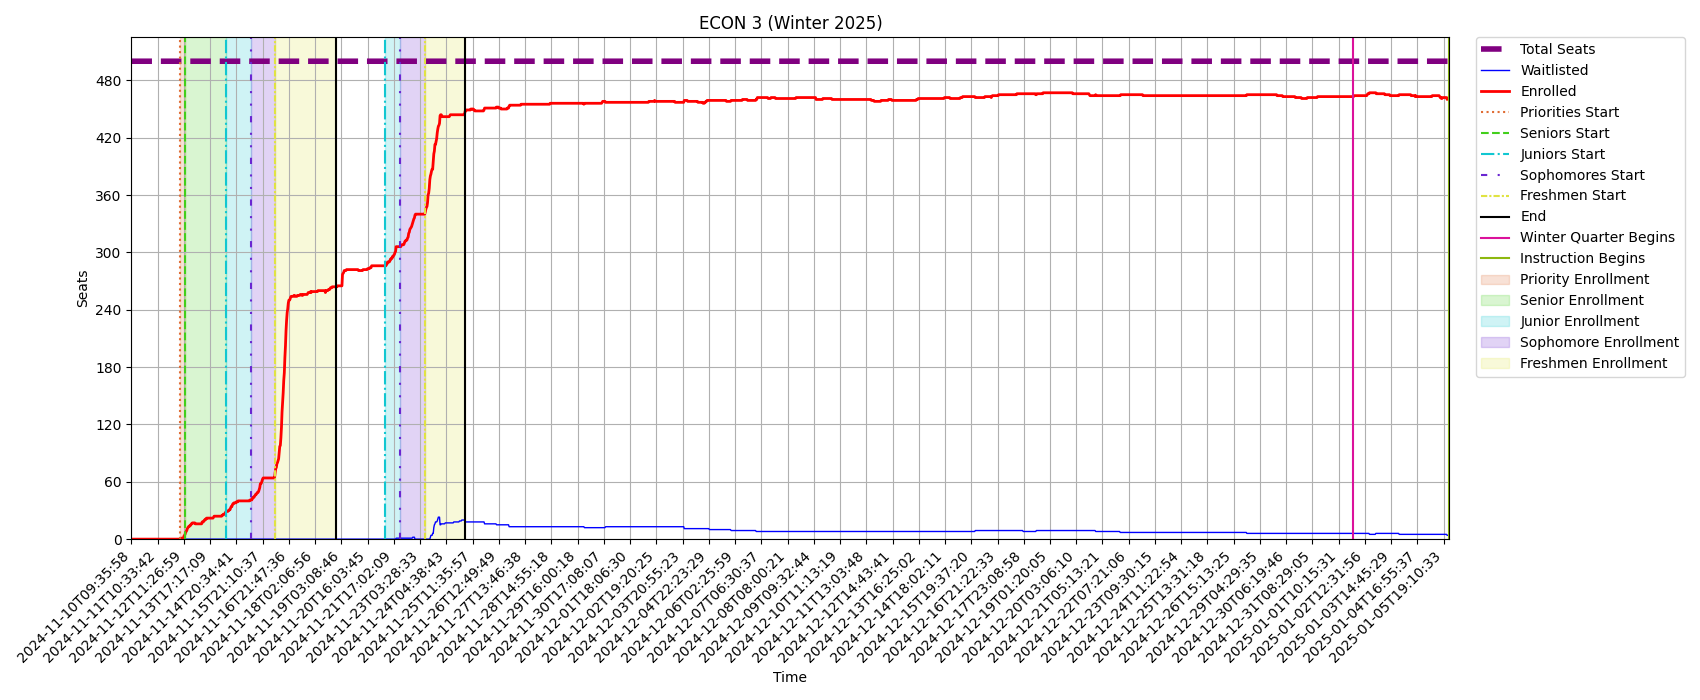 ECON 3 (Winter 2025)
Seats
480
420
360
300
240
180
120
60
0
2024-11-10T09:35:58
2024-11-11T10:33:42
2024-11-12T11:26:59
2024-11-13T17:17:09
2024-11-14T20:34:41
2024-11-15T21:10:37
2024-11-16T21:47:36
2024-11-18T02:06:56
2024-11-19T03:08:46
2024-11-20T16:03:45
2024-11-21T17:02:09
2024-11-23T03:28:33
2024-11-24T04:38:43
2024-11-25T11:35:57
2024-11-26T12:49:49
2024-11-27T13:46:38
2024-11-28T14:55:18
2024-11-29T16:00:18
2024-11-30T17:08:07
2024-12-01T18:06:30
2024-12-02T19:20:25
2024-12-03T20:55:23
2024-12-04T22:23:29
2024-12-06T02:25:59
2024-12-07T06:30:37
2024-12-08T08:00:21
2024-12-09T09:32:44
2024-12-10T11:13:19
2024-12-11T13:03:48
2024-12-12T14:43:41
2024-12-13T16:25:02
2024-12-14T18:02:11
2024-12-15T19:37:20
2024-12-16T21:22:33
2024-12-17T23:08:58
2024-12-19T01:20:05
2024-12-20T03:06:10
2024-12-21T05:13:21
2024-12-22T07:21:06
2024-12-23T09:30:15
2024-12-24T11:22:54
2024-12-25T13:31:18
2024-12-26T15:13:25
2024-12-29T04:29:35
2024-12-30T06:19:46
2024-12-31T08:29:05
2025-01-01T10:15:31
2025-01-02T12:31:56
2025-01-03T14:45:29
2025-01-04T16:55:37
2025-01-05T19:10:33
Time
Total Seats
Waitlisted
Enrolled
Priorities Start
Seniors Start
Juniors Start
Sophomores Start
Freshmen Start
End
Winter Quarter Begins
Instruction Begins
Priority Enrollment
Senior Enrollment
Junior Enrollment
Sophomore Enrollment
Freshmen Enrollment